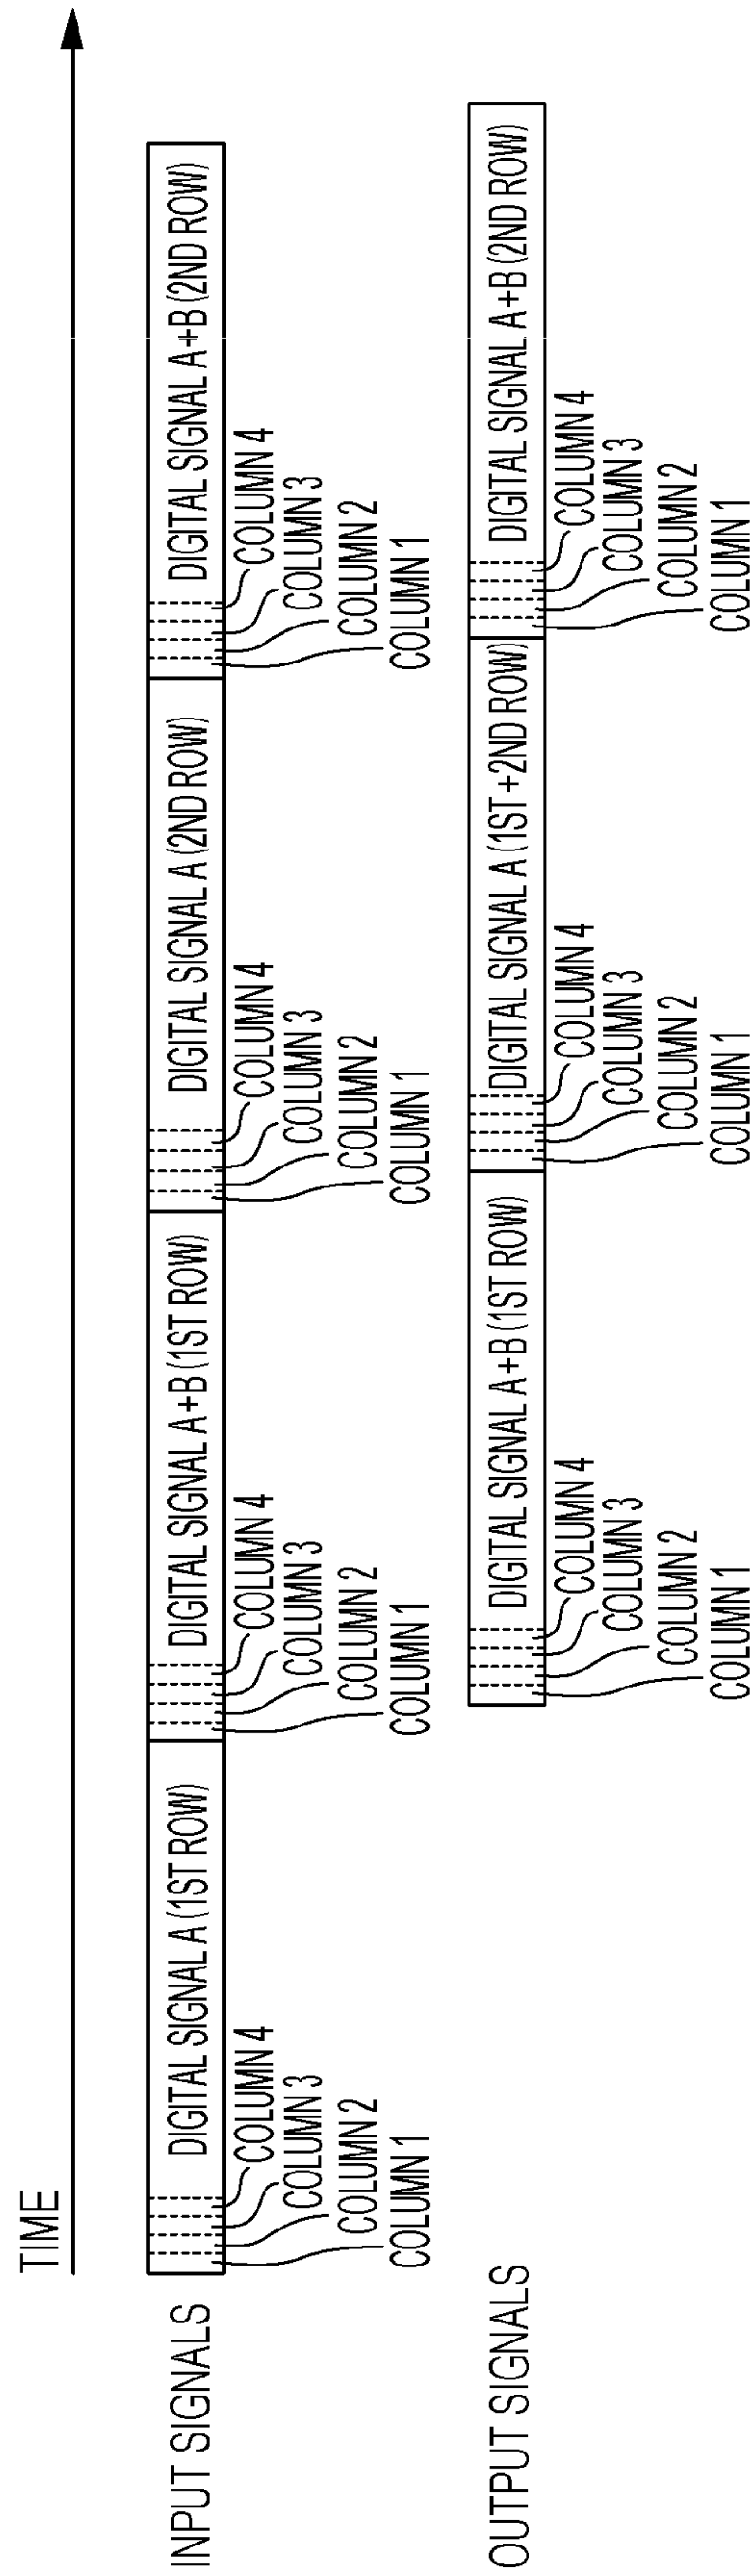 TIME
INPUT SIGNALS
DIGITAL SIGNAL A (1ST ROW)
COLUMN 4
COLUMN 3
COLUMN 2
COLUMN 1
DIGITAL SIGNAL A+B (1ST ROW)
COLUMN 4
COLUMN 3
COLUMN 2
COLUMN 1
DIGITAL SIGNAL A (2ND ROW)
COLUMN 4
COLUMN 3
COLUMN 2
COLUMN 1
DIGITAL SIGNAL A+B (2ND ROW)
COLUMN 4
COLUMN 3
COLUMN 2
COLUMN 1
OUTPUT SIGNALS
DIGITAL SIGNAL A+B (1ST ROW)
COLUMN 4
COLUMN 3
COLUMN 2
COLUMN 1
DIGITAL SIGNAL A (1ST +2ND ROW)
COLUMN 4
COLUMN 3
COLUMN 2
COLUMN 1
DIGITAL SIGNAL A+B (2ND ROW)
COLUMN 4
COLUMN 3
COLUMN 2
COLUMN 1